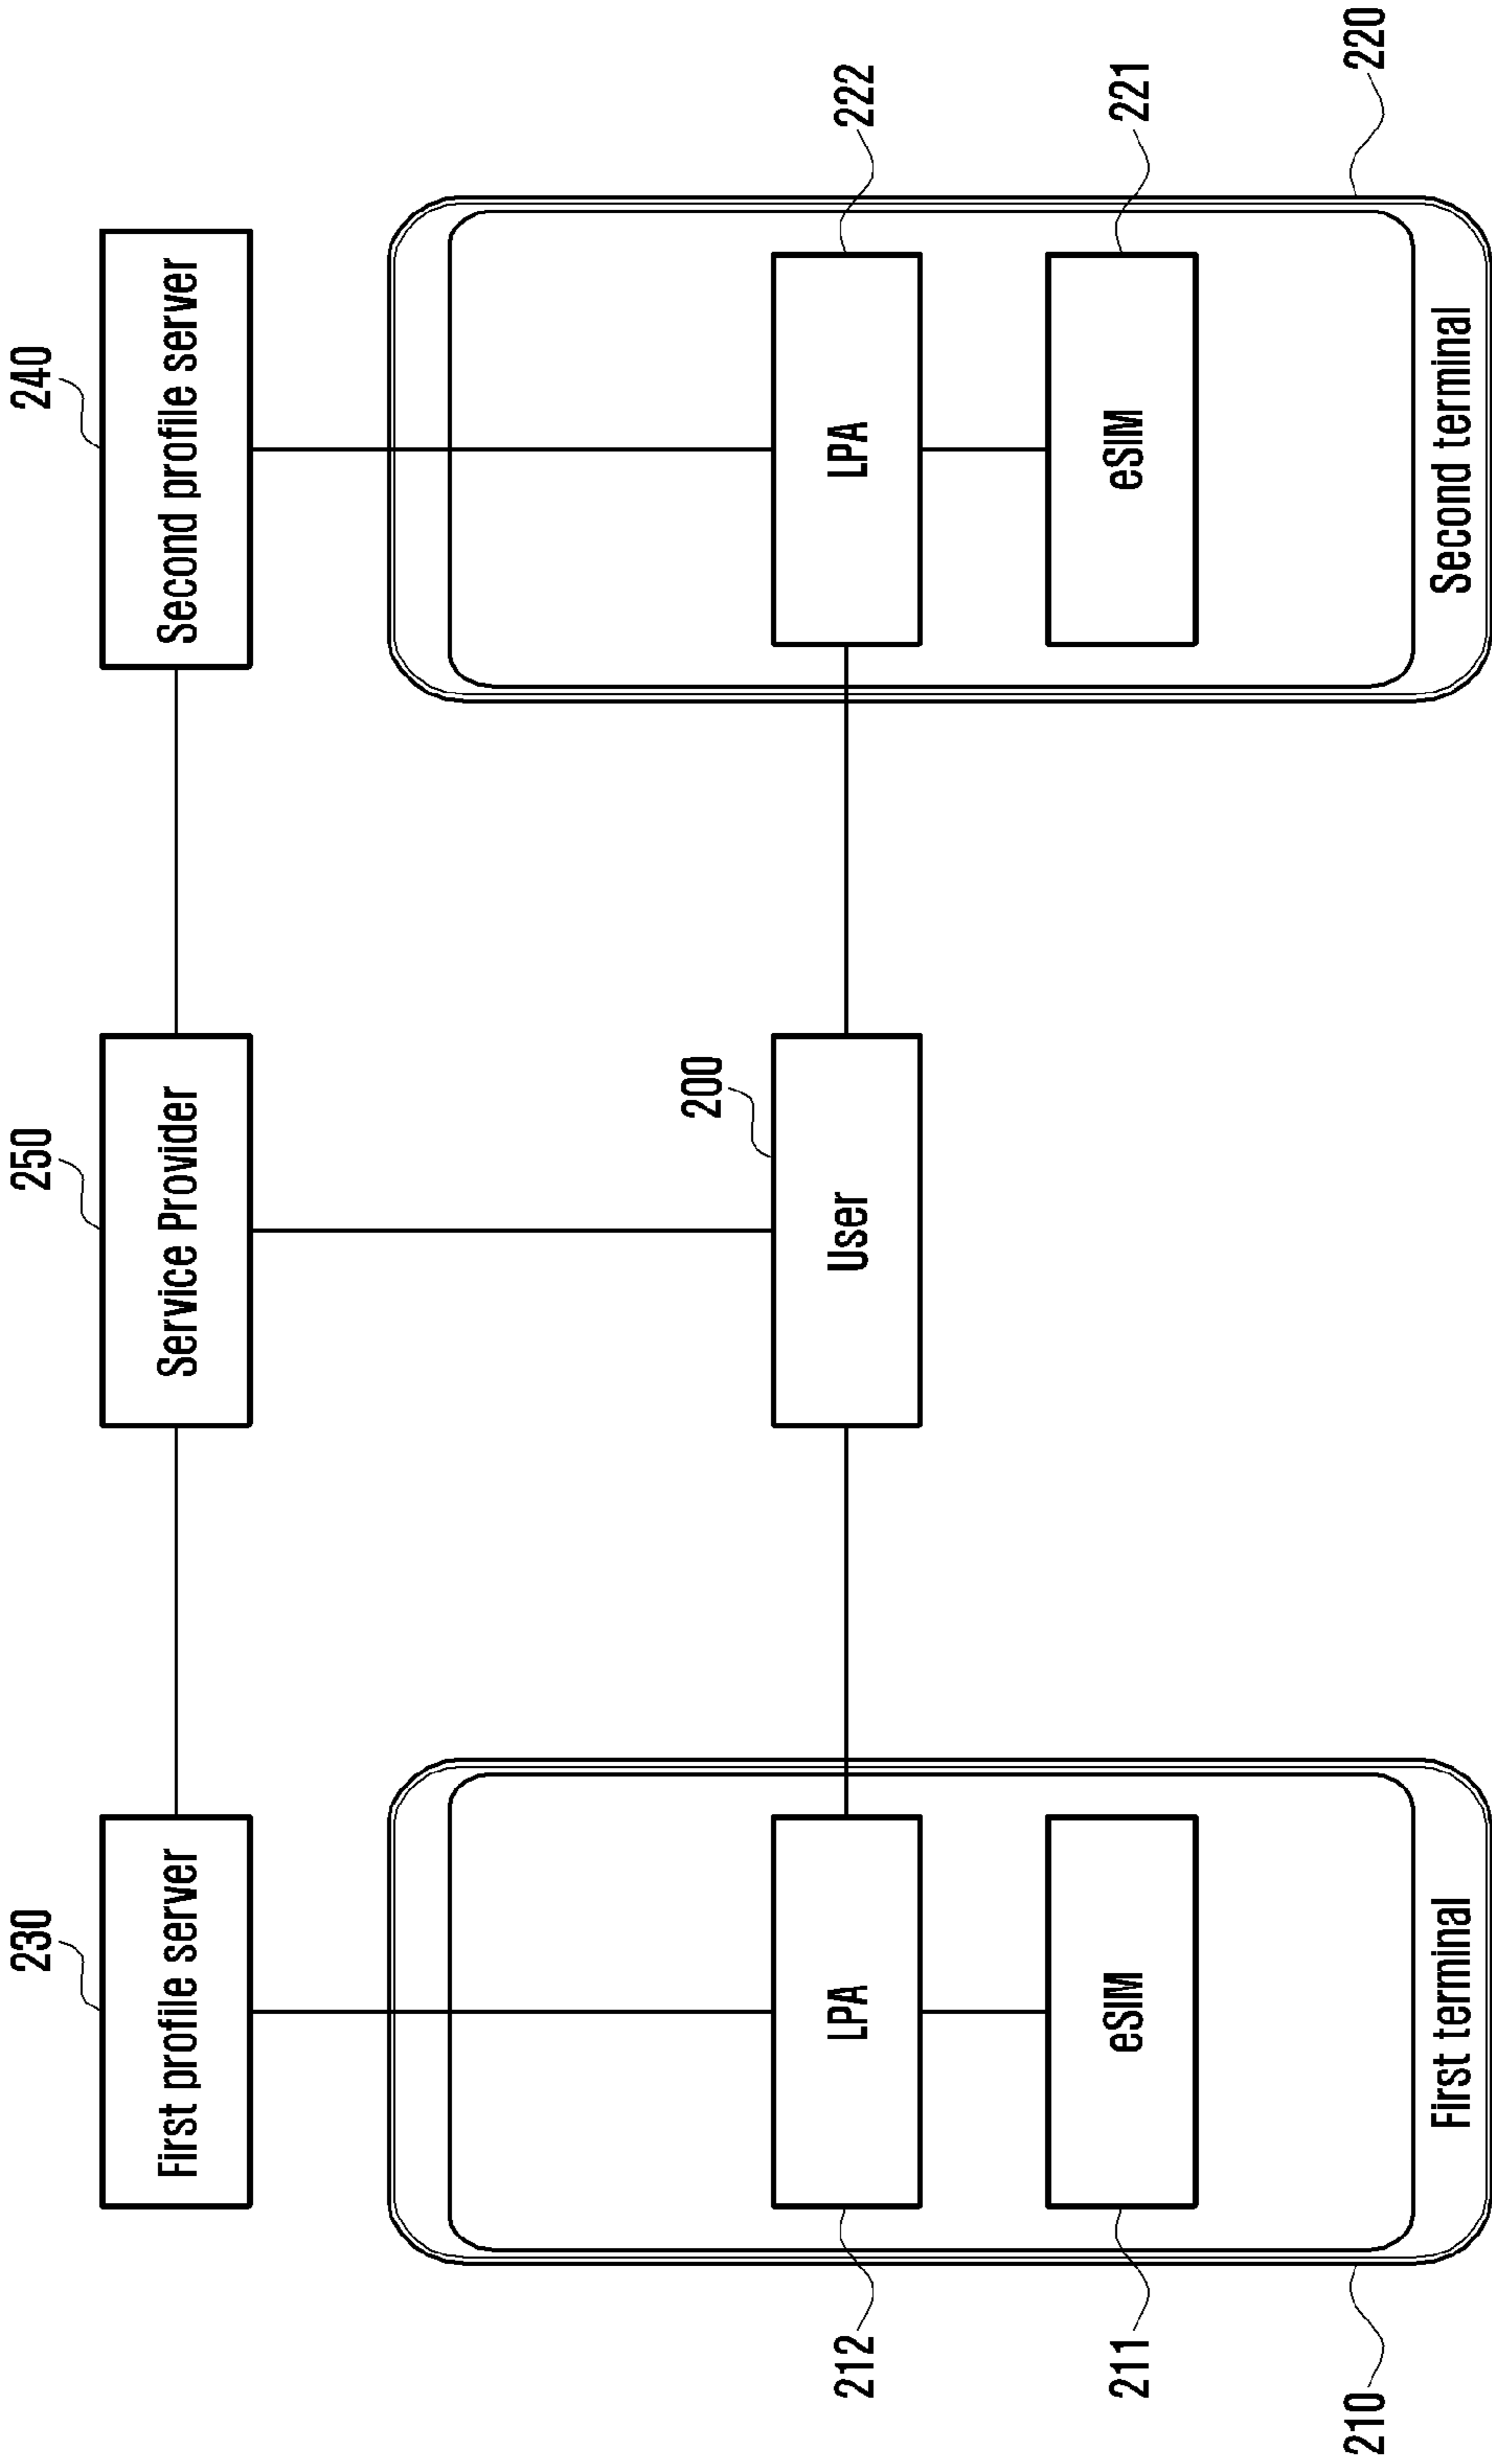 230
250
240
First profile server
Service Provider
Second profile server
200
212
LPA
User
LPA
222
211
eSIM
eSIM
221
210
First terminal
Second terminal
220